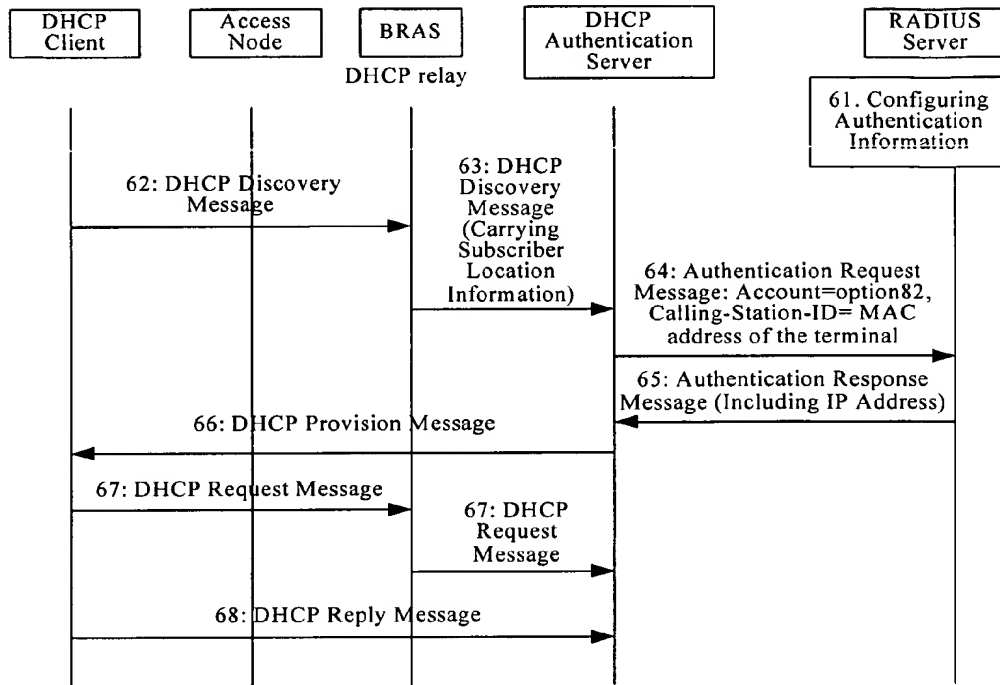 DHCP
Client
Access
Node
BRAS
DHCP relay
DHCP
Authentication
Server
RADIUS
Server
61. Configuring
Authentication
Information
62: DHCP Discovery
Message
63: DHCP
Discovery
Message
(Carrying
Subscriber
Location
Information)
64: Authentication Request
Message: Account=option82,
Calling-Station-ID= MAC
address of the terminal
65: Authentication Response
Message (Including IP Address)
66: DHCP Provision Message
67: DHCP Request Message
67: DHCP
Request
Message
68: DHCP Reply Message